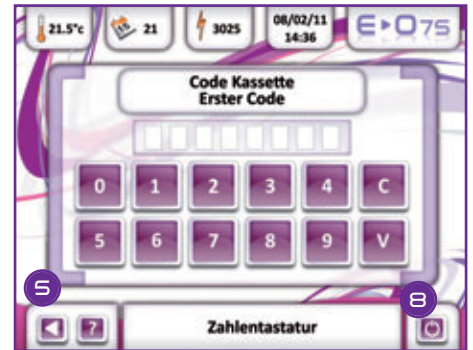 21.5°c 21 3025 08/02/11 14:36 E▸O 75
Code Kassette
Erster Code
0 1 2 3 4 C
5 6 7 8 9 V
5 8
? Zahlentastatur